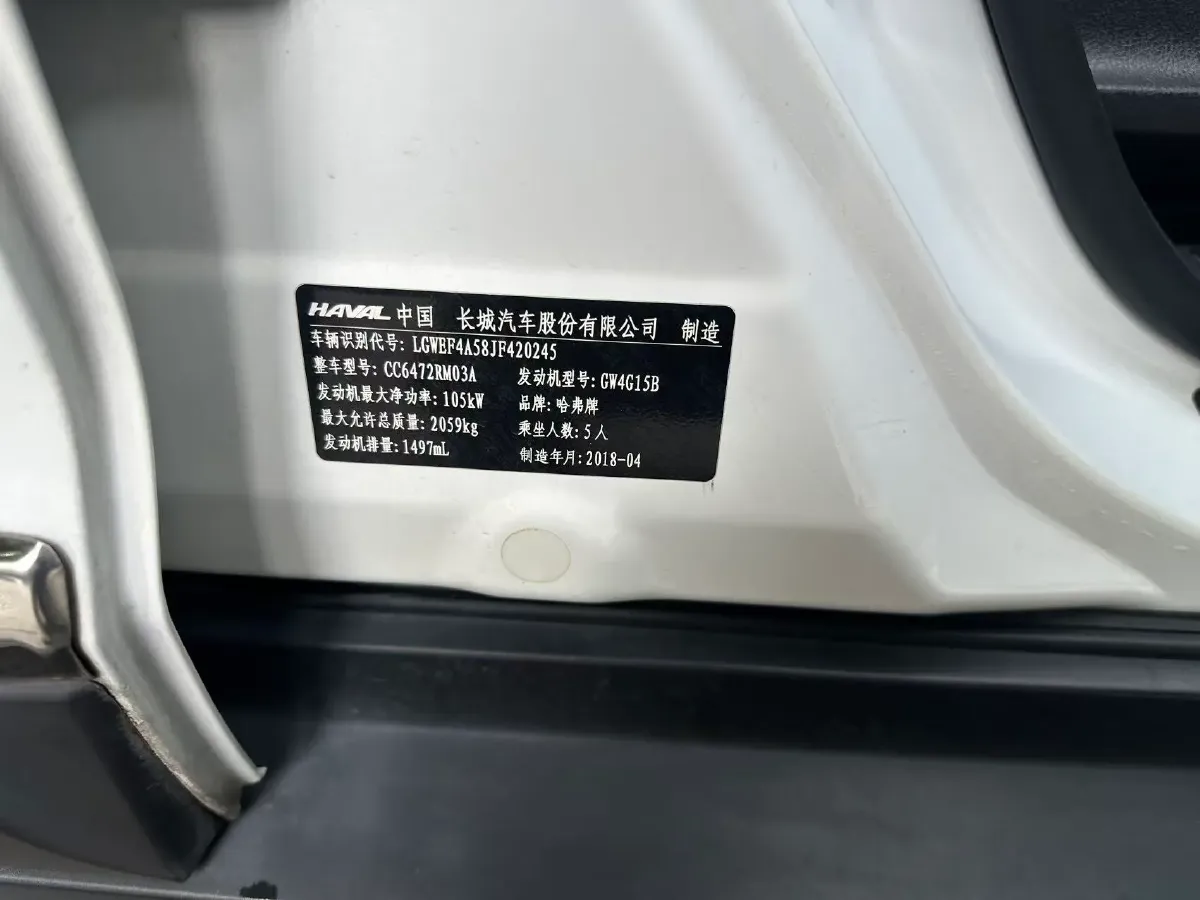 HAVAL 中国 长城汽车股份有限公司 制造
车辆识别代号: LGWEF4A58JF420245
整车型号: CC6472RM03A 发动机型号: GW4G15B
发动机最大净功率: 105kW 品牌: 哈弗牌
最大允许总质量: 2059kg 乘坐人数: 5人
发动机排量: 1497mL 制造年月: 2018-04